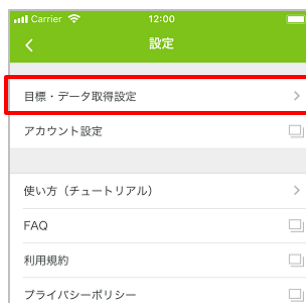 Carrier 12:00
設定
目標・データ取得設定
アカウント設定
使い方（チュートリアル）
FAQ
利用規約
プライバシーポリシー